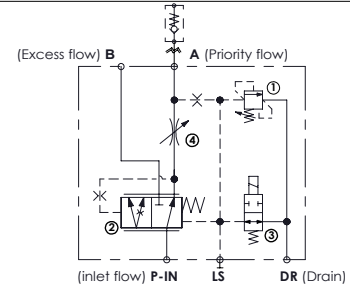 (Excess flow) B
A (Priority flow)
①
④
②
③
(inlet flow) P-IN
LS
DR (Drain)